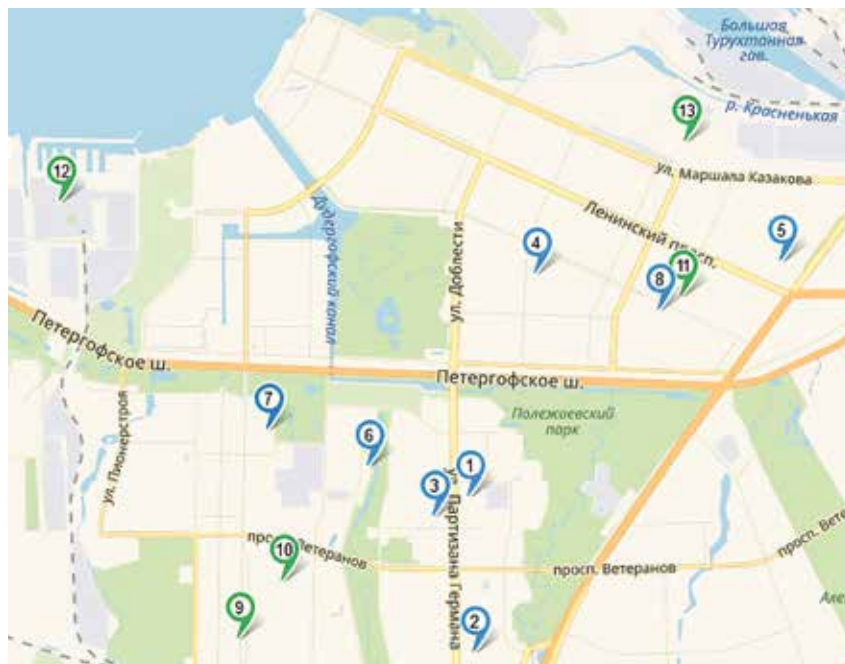 Большая
Турухтанная
гав.
р. Красненькая
13
12
ул. Маршала Казакова
Ленинский просп.
5
4
11
8
Дудергофский канал
ул. Доблести
Петергофское ш.
Петергофское ш.
7
6
Полежаевский
парк
ул. Пионерстроя
1
3
ул. Партизана Германа
просп. Ветеранов
10
просп. Ветеранов
просп. Вете
Але
9
2